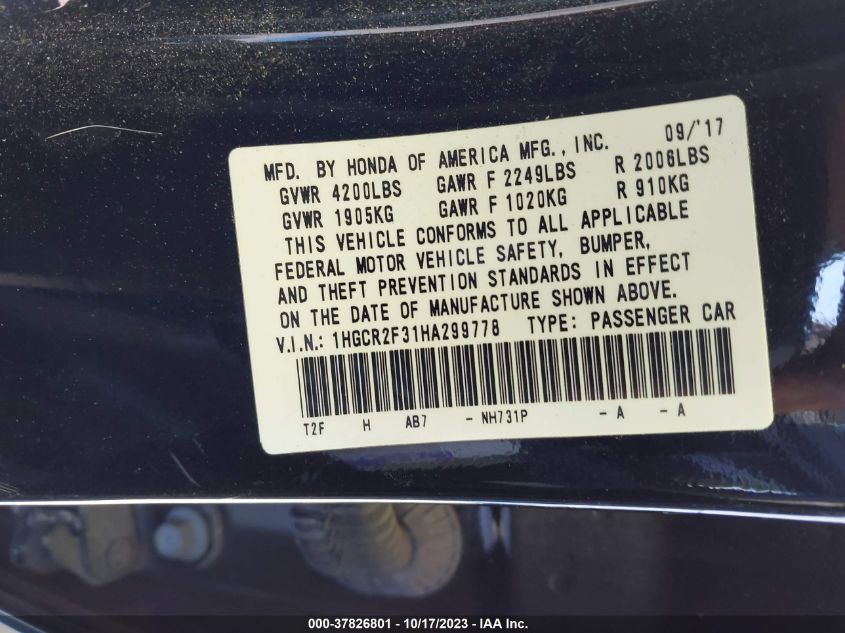 09/'17
MFD. BY HONDA OF AMERICA MFG., INC.
GVWR 4200LBS GAWR F 2249LBS R 2006LBS
GVWR 1905KG GAWR F 1020KG R 910KG
THIS VEHICLE CONFORMS TO ALL APPLICABLE
FEDERAL MOTOR VEHICLE SAFETY, BUMPER,
AND THEFT PREVENTION STANDARDS IN EFFECT
ON THE DATE OF MANUFACTURE SHOWN ABOVE.
V.I.N.: 1HGCR2F31HA299778 TYPE: PASSENGER CAR
T2F H AB7 - NH731P - A - A
000-37826801 / 10/17/2023 - IAA Inc.